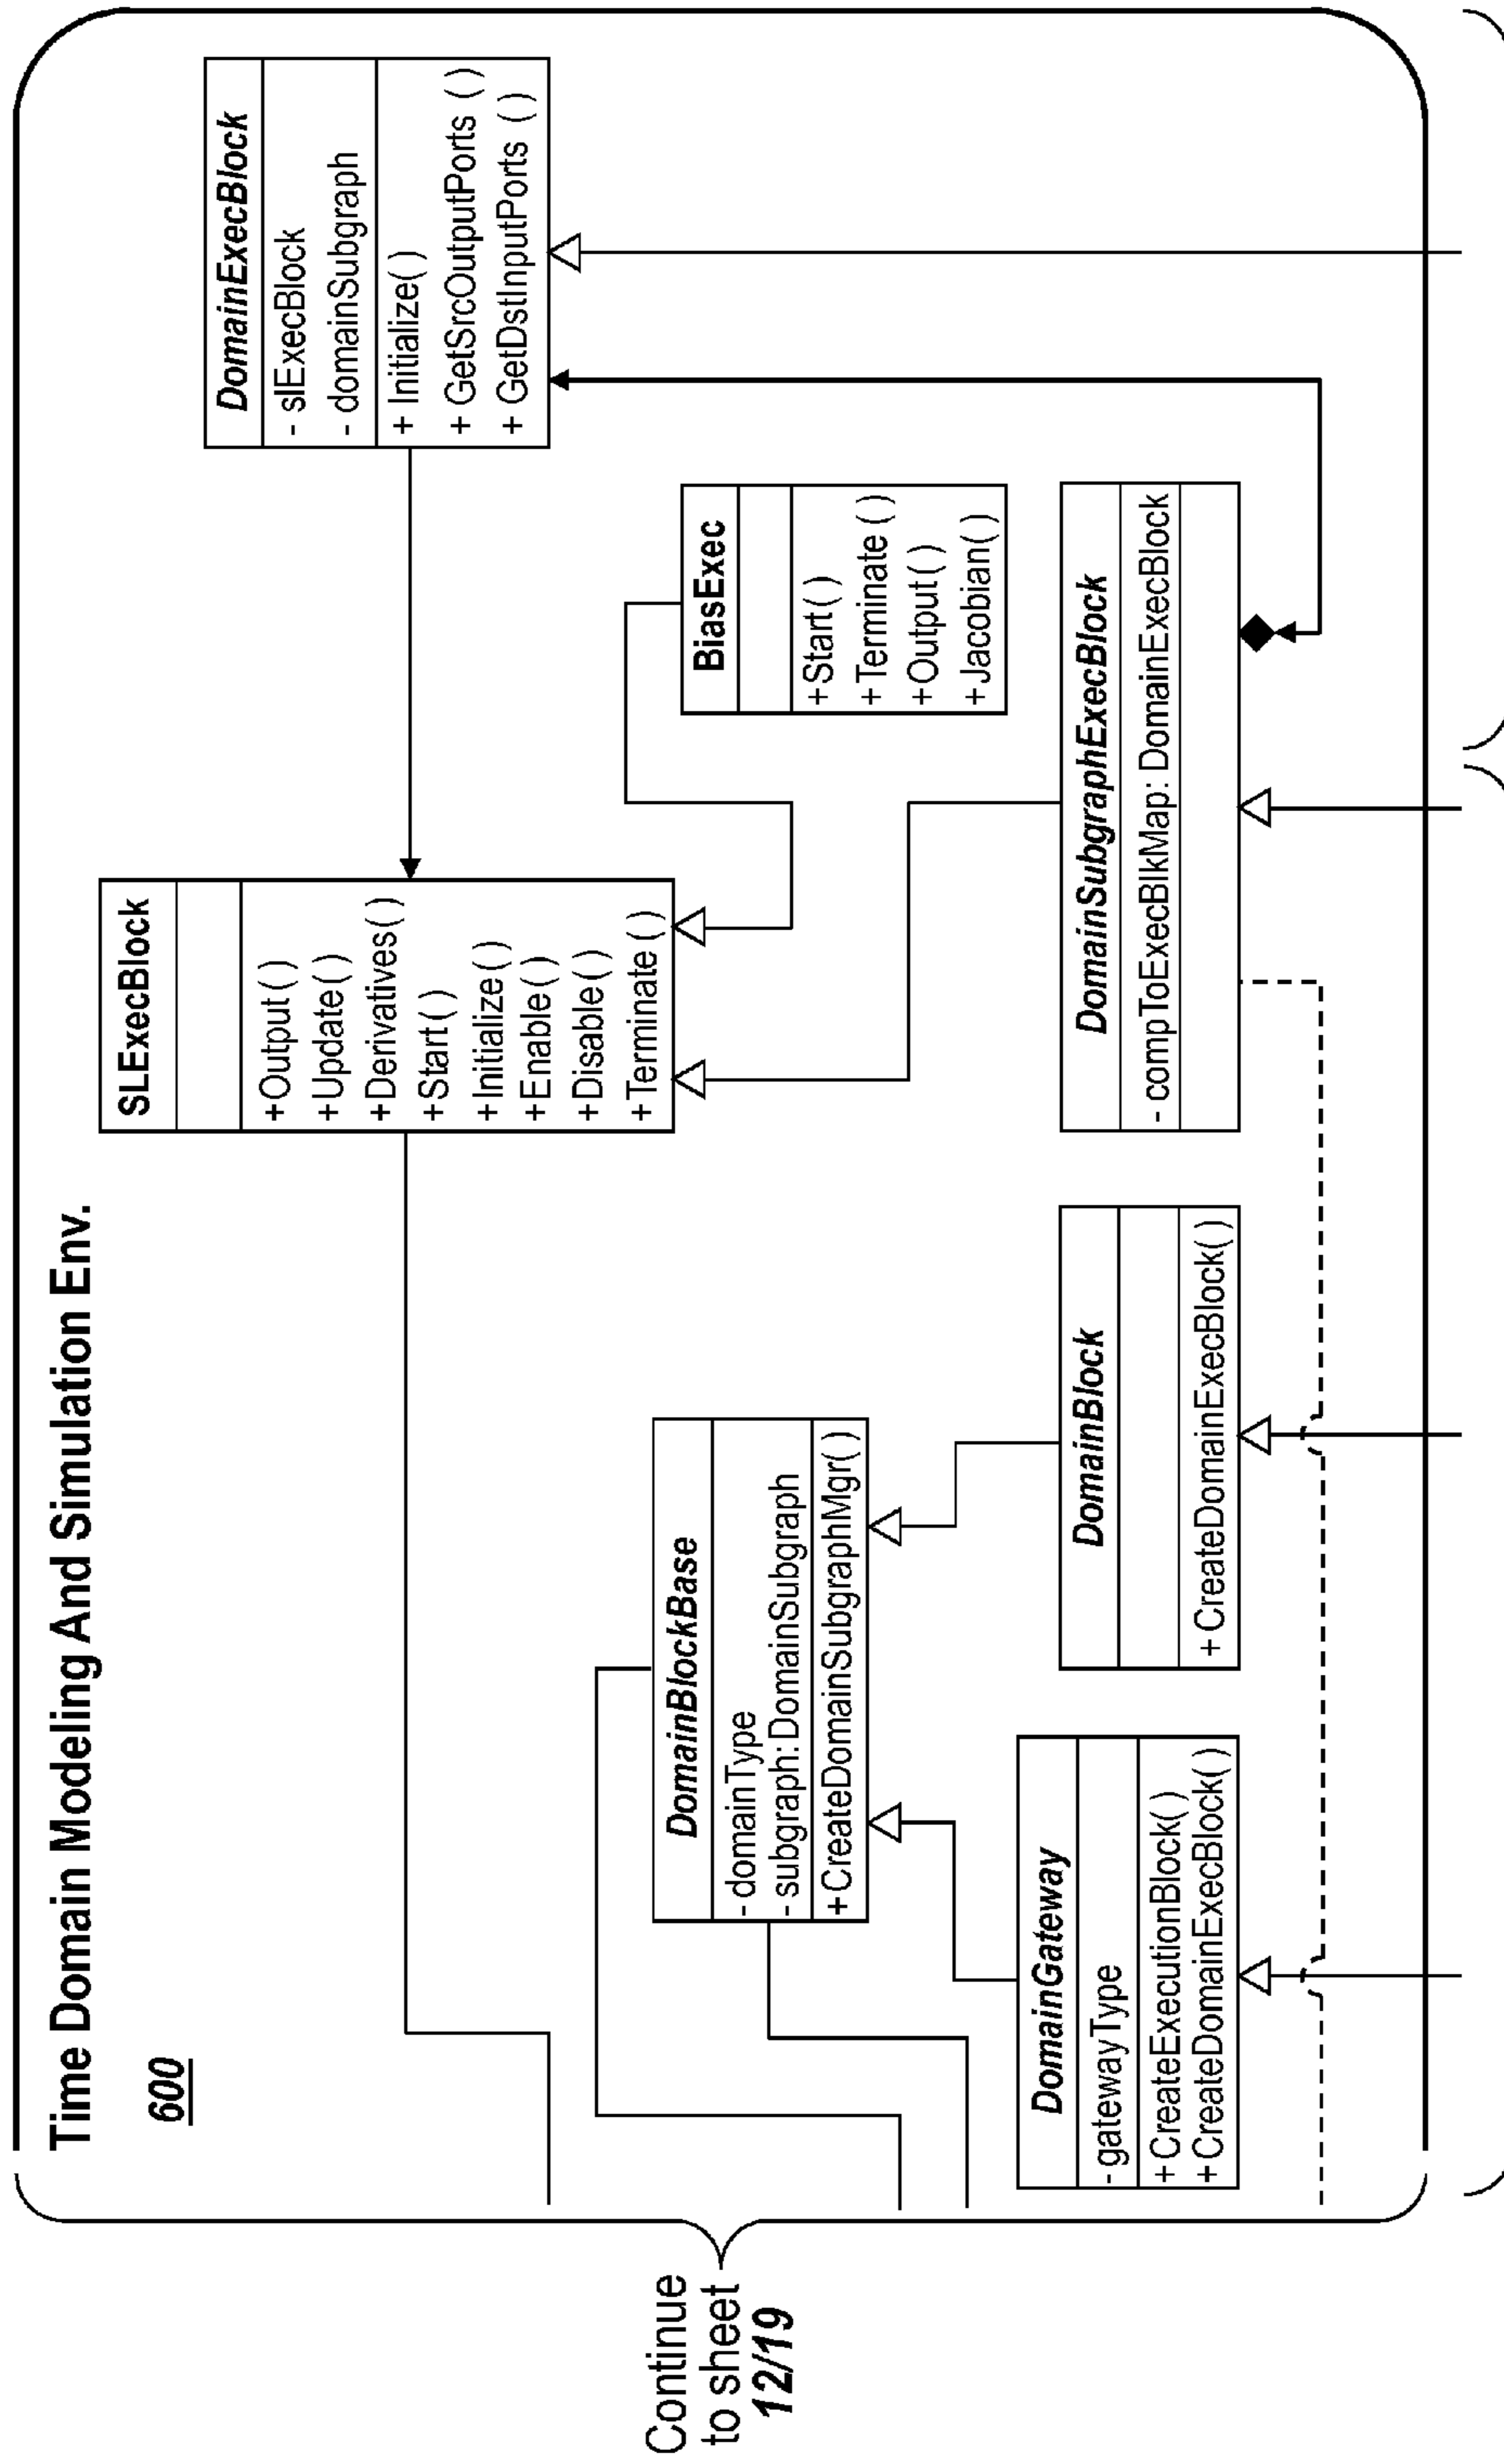 Time Domain Modeling And Simulation Env.
600
Continue
to sheet
12/19
SLExecBlock
+Output()
+Update()
+Derivatives()
+Start()
+Initialize()
+Enable()
+Disable()
+Terminate()
DomainExecBlock
- slExecBlock
- domainSubgraph
+ Initialize()
+ GetSrcOutputPorts ()
+ GetDstInputPorts ()
BiasExec
+Start()
+Terminate()
+Output()
+Jacobian()
DomainBlockBase
- domainType
- subgraph:DomainSubgraph
+CreateDomainSubgraphMgr()
DomainGateway
- gatewayType
+CreateExecutionBlock()
+CreateDomainExecBlock()
DomainBlock
+ CreateDomainExecBlock()
DomainSubgraphExecBlock
- compToExecBlkMap: DomainExecBlock